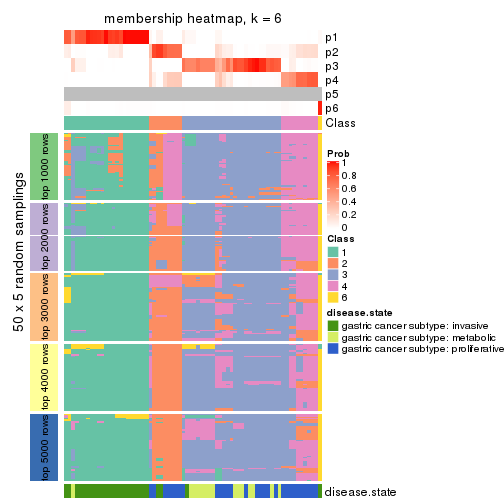 membership heatmap, k = 6
p1
p2
p3
p4
p5
p6
Class
50 x 5 random samplings
top 1000 rows
top 2000 rows
top 3000 rows
top 4000 rows
top 5000 rows
Prob
1
0.8
0.6
0.4
0.2
0
Class
1
2
3
4
6
disease.state
gastric cancer subtype: invasive
gastric cancer subtype: metabolic
gastric cancer subtype: proliferative
disease.state